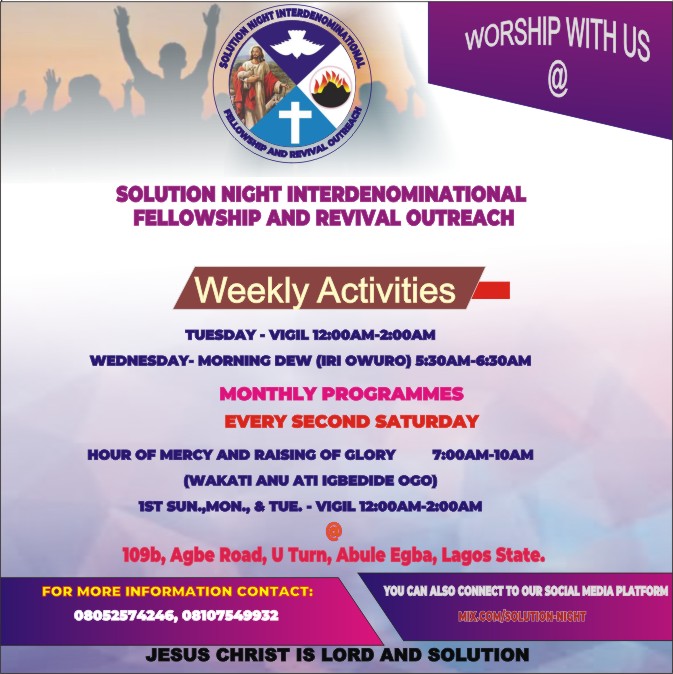 SOLUTION NIGHT INTERDENOMINATIONAL
FELLOWSHIP AND REVIVAL OUTREACH
WORSHIP WITH US
@
SOLUTION NIGHT INTERDENOMINATIONAL
FELLOWSHIP AND REVIVAL OUTREACH
Weekly Activities
TUESDAY - VIGIL 12:00AM-2:00AM
WEDNESDAY- MORNING DEW (IRI OWURO) 5:30AM-6:30AM
MONTHLY PROGRAMMES
EVERY SECOND SATURDAY
HOUR OF MERCY AND RAISING OF GLORY 7:00AM-10AM
(WAKATI ANU ATI IGBEDIDE OGO)
1ST SUN.,MON., & TUE. - VIGIL 12:00AM-2:00AM
@
109b, Agbe Road, U Turn, Abule Egba, Lagos State.
FOR MORE INFORMATION CONTACT:
08052574246, 08107549932
YOU CAN ALSO CONNECT TO OUR SOCIAL MEDIA PLATFORM
MIX.COM/SOLUTION-NIGHT
JESUS CHRIST IS LORD AND SOLUTION